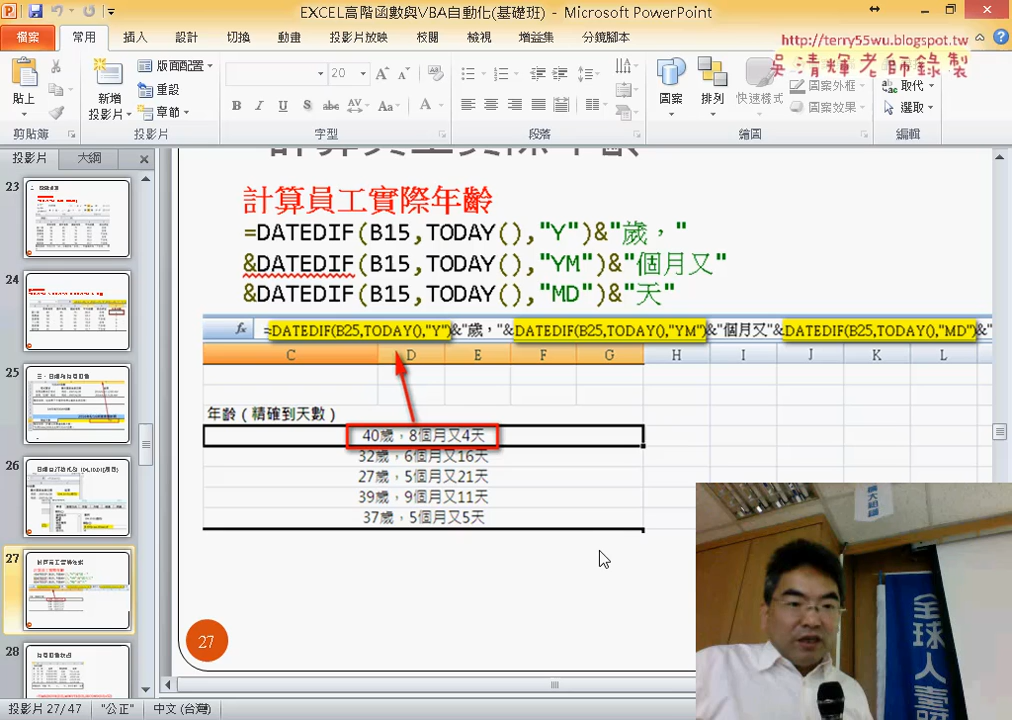 EXCEL高階函數與VBA自動化(基礎班) - Microsoft PowerPoint
檔案 常用 插入 設計 切換 動畫 投影片放映 校閱 檢視 增益集 分鏡腳本
http://terry55wu.blogspot.tw
吳清輝老師錄製
貼上 新增投影片 版面配置 重設 章節
20
圖案 排列 快速樣式 圖案外框 圖案效果 取代 選取
剪貼簿 投影片 字型 段落 繪圖 編輯
投影片 大綱
23
24
25
26
27
28
計算員工實際年齡
=DATEDIF(B15,TODAY(),"Y")&"歲，"
&DATEDIF(B15,TODAY(),"YM")&"個月又"
&DATEDIF(B15,TODAY(),"MD")&"天"
fx =DATEDIF(B25,TODAY(),"Y")&"歲，"&DATEDIF(B25,TODAY(),"YM")&"個月又"&DATEDIF(B25,TODAY(),"MD")&"
C D E F G H I J K L
年齡（精確到天數）
40歲，8個月又4天
32歲，6個月又16天
27歲，5個月又21天
39歲，9個月又11天
37歲，5個月又5天
27
全球人壽
投影片 27/47 "公正" 中文 (台灣)